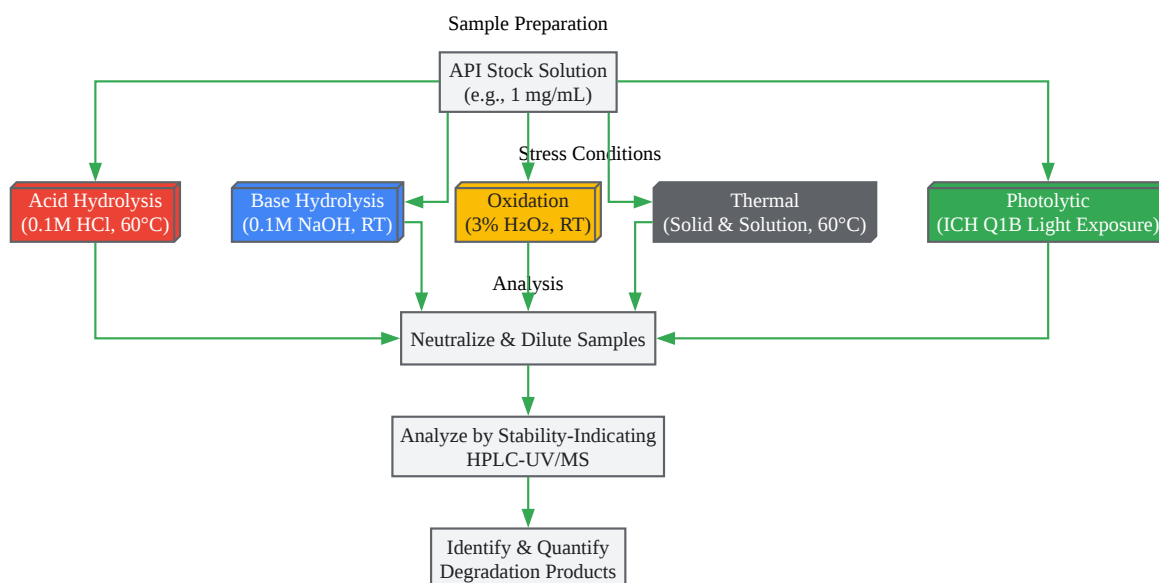 Sample Preparation
API Stock Solution
(e.g., 1 mg/mL)
Stress Conditions
Acid Hydrolysis
(0.1M HCl, 60°C)
Base Hydrolysis
(0.1M NaOH, RT)
Oxidation
(3% H₂O₂, RT)
Thermal
(Solid & Solution, 60°C)
Photolytic
(ICH Q1B Light Exposure)
Analysis
Neutralize & Dilute Samples
Analyze by Stability-Indicating
HPLC-UV/MS
Identify & Quantify
Degradation Products